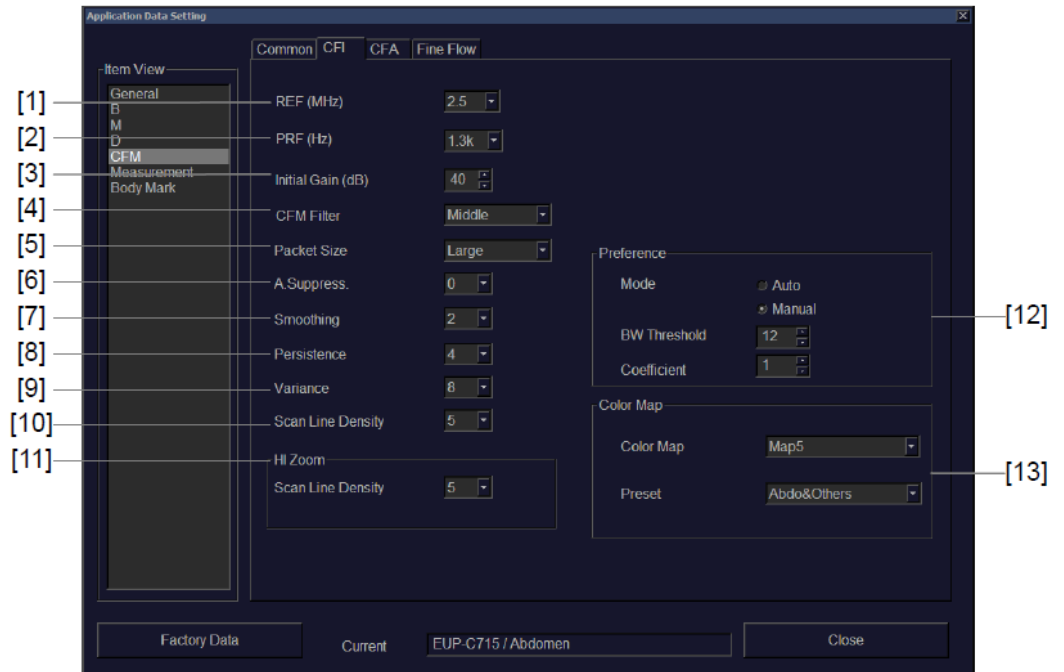 Application Data Setting
Common CFI CFA Fine Flow
Item View
General
B
M
D
CFM
Measurement
Body Mark
[1] REF (MHz) 2.5
[2] PRF (Hz) 1.3k
[3] Initial Gain (dB) 40
[4] CFM Filter Middle
[5] Packet Size Large
[6] A.Suppress. 0
[7] Smoothing 2
[8] Persistence 4
[9] Variance 8
[10] Scan Line Density 5
[11] HI Zoom
Scan Line Density 5
Preference
Mode Auto
Manual
[12]
BW Threshold 12
Coefficient 1
Color Map
Color Map Map5
[13]
Preset Abdo&Others
Factory Data Current EUP-C715 / Abdomen Close